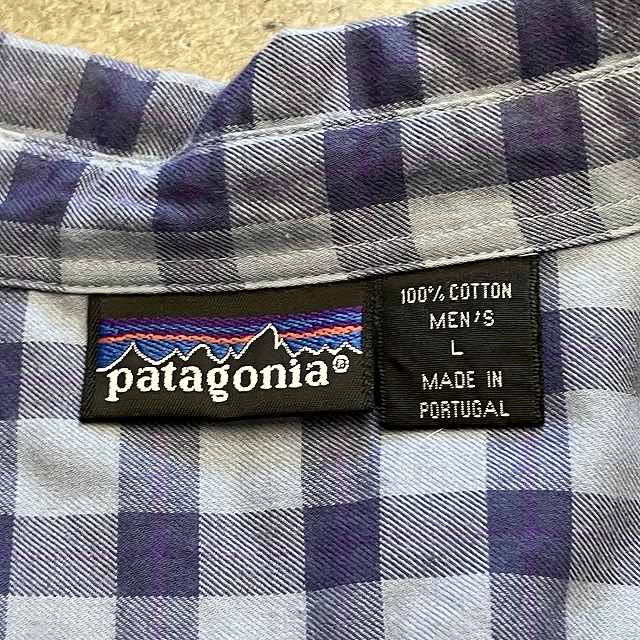 patagonia®
100% COTTON
MEN'S
L
MADE IN
PORTUGAL